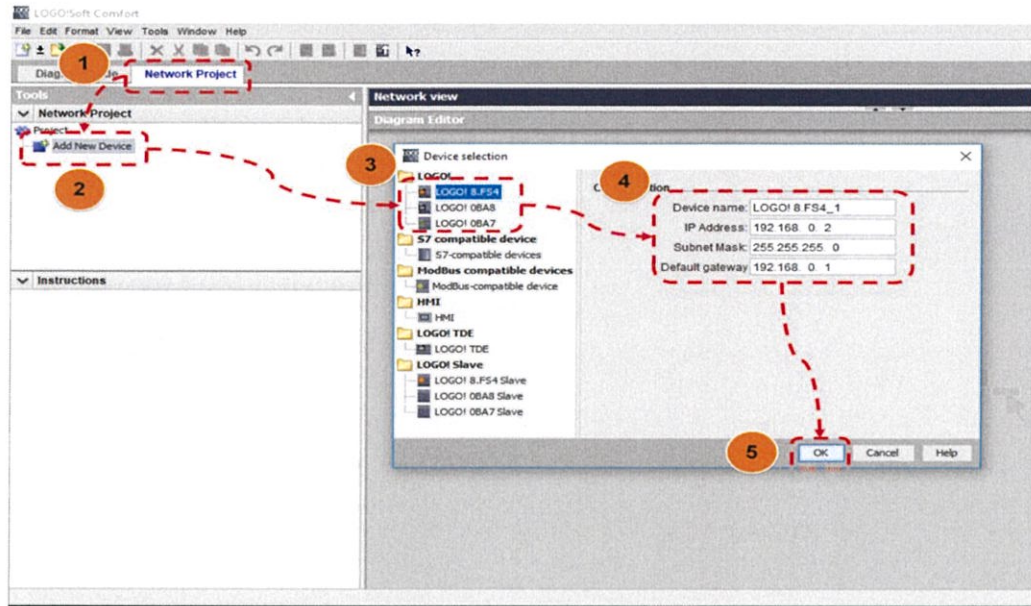 LOGO!Soft Comfort
File Edit Format View Tools Window Help
1
Network Project
Tools
Network view
Network Project
Diagram Editor
Project
Add New Device
2
3
Device selection
4
LOGO!
LOGO! 8.FS4
LOGO! 0BA8
LOGO! 0BA7
S7 compatible device
S7-compatible devices
ModBus compatible devices
ModBus-compatible device
HMI
HMI
LOGO! TDE
LOGO! TDE
LOGO! Slave
LOGO! 8.FS4 Slave
LOGO! 0BA8 Slave
LOGO! 0BA7 Slave
Device name: LOGO! 8.FS4_1
IP Address: 192.168. 0. 2
Subnet Mask: 255.255.255. 0
Default gateway 192.168. 0. 1
Instructions
5
OK Cancel Help